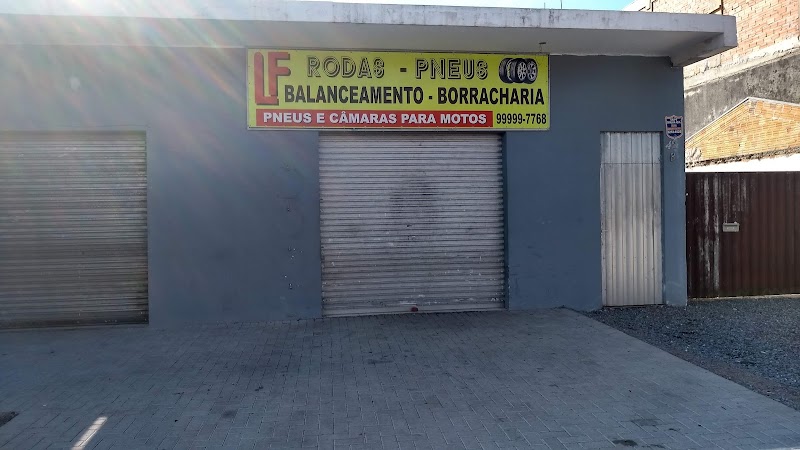 LF RODAS - PNEUS
BALANCEAMENTO - BORRACHARIA
PNEUS E CÂMARAS PARA MOTOS 99999-7768